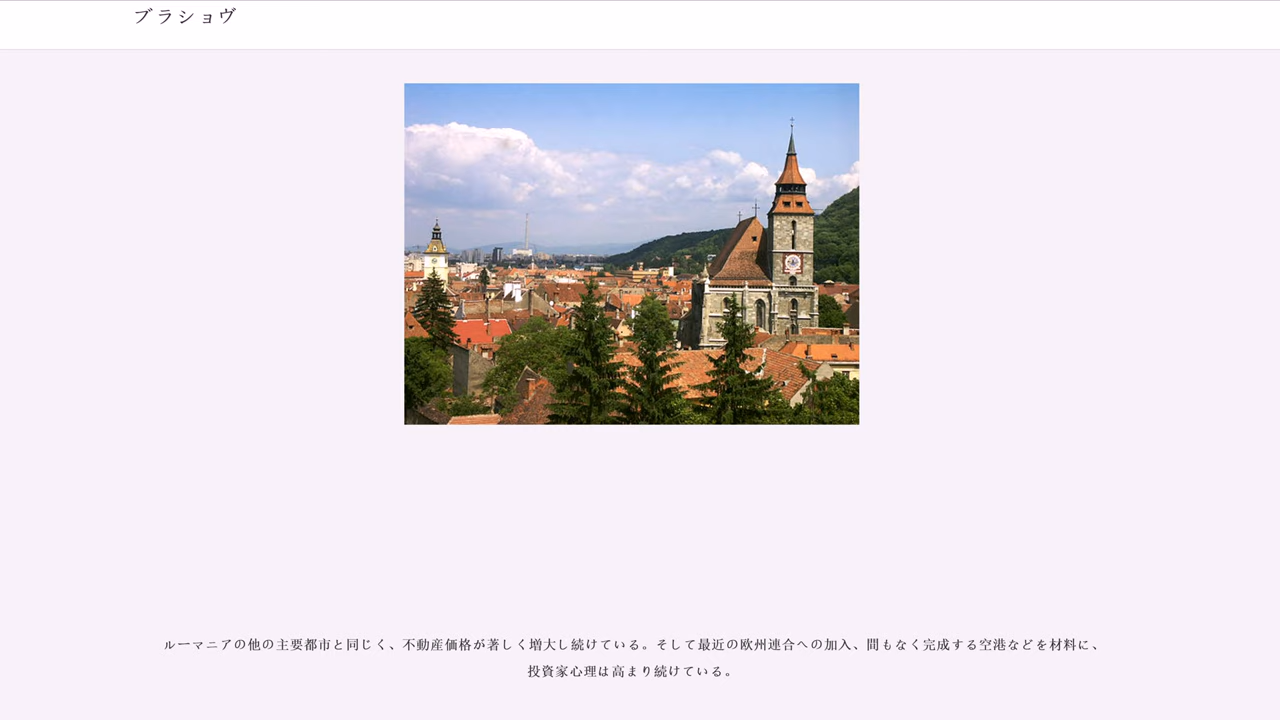 ブラショヴ
ルーマニアの他の主要都市と同じく、不動産価格が著しく増大し続けている。そして最近の欧州連合への加入、間もなく完成する空港などを材料に、
投資家心理は高まり続けている。